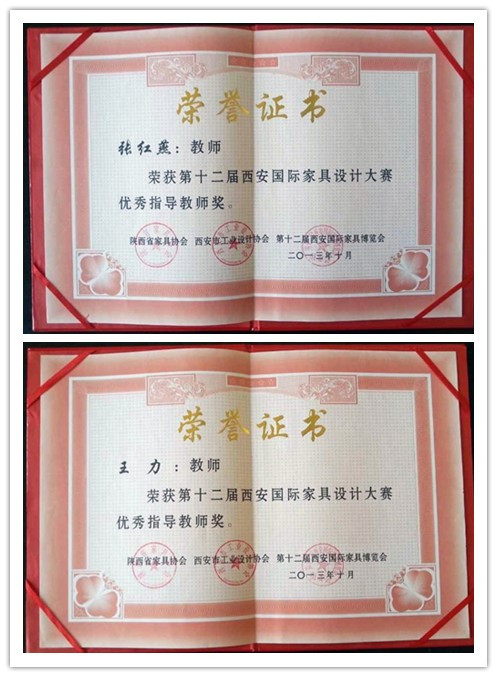 荣誉证书
张红燕：教师
荣获第十二届西安国际家具设计大赛
优秀指导教师奖。
陕西省家具协会 西安市工业设计协会 第十二届西安国际家具博览会
二〇一三年十月
荣誉证书
王 力：教师
荣获第十二届西安国际家具设计大赛
优秀指导教师奖。
陕西省家具协会 西安市工业设计协会 第十二届西安国际家具博览会
二〇一三年十月